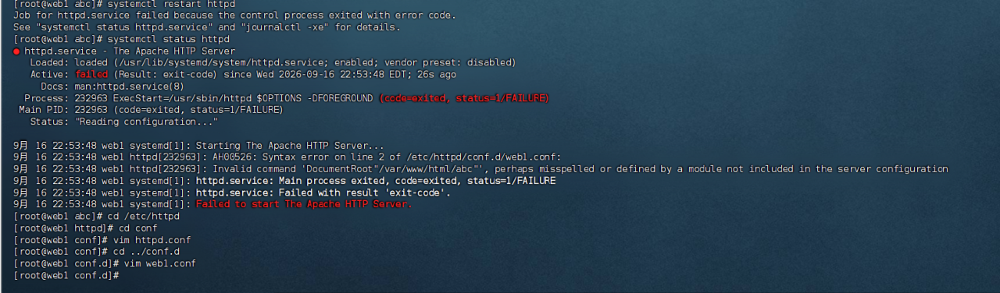 [root@web1 abc]# systemctl restart httpd
Job for httpd.service failed because the control process exited with error code.
See "systemctl status httpd.service" and "journalctl -xe" for details.
[root@web1 abc]# systemctl status httpd
● httpd.service - The Apache HTTP Server
   Loaded: loaded (/usr/lib/systemd/system/httpd.service; enabled; vendor preset: disabled)
   Active: failed (Result: exit-code) since Wed 2026-09-16 22:53:48 EDT; 26s ago
     Docs: man:httpd.service(8)
  Process: 232963 ExecStart=/usr/sbin/httpd $OPTIONS -DFOREGROUND (code=exited, status=1/FAILURE)
 Main PID: 232963 (code=exited, status=1/FAILURE)
   Status: "Reading configuration..."

9月 16 22:53:48 web1 systemd[1]: Starting The Apache HTTP Server...
9月 16 22:53:48 web1 httpd[232963]: AH00526: Syntax error on line 2 of /etc/httpd/conf.d/web1.conf:
9月 16 22:53:48 web1 httpd[232963]: Invalid command 'DocumentRoot"/var/www/html/abc"', perhaps misspelled or defined by a module not included in the server configuration
9月 16 22:53:48 web1 systemd[1]: httpd.service: Main process exited, code=exited, status=1/FAILURE
9月 16 22:53:48 web1 systemd[1]: httpd.service: Failed with result 'exit-code'.
9月 16 22:53:48 web1 systemd[1]: Failed to start The Apache HTTP Server.
[root@web1 abc]# cd /etc/httpd
[root@web1 httpd]# cd conf
[root@web1 conf]# vim httpd.conf
[root@web1 conf]# cd ../conf.d
[root@web1 conf.d]# vim web1.conf
[root@web1 conf.d]#